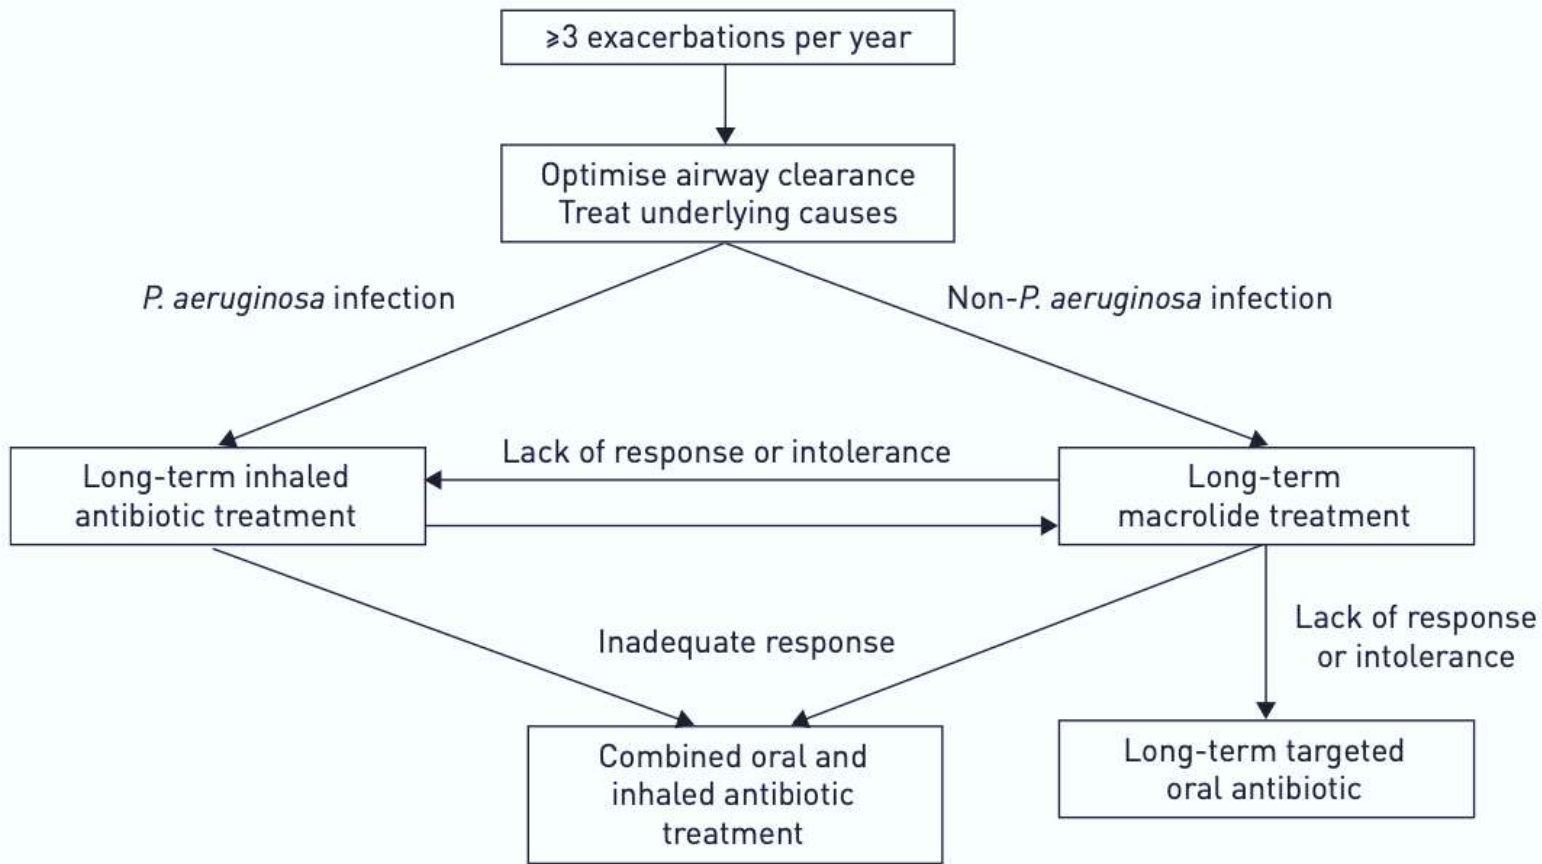 ⩾3 exacerbations per year
Optimise airway clearance
Treat underlying causes
P. aeruginosa infection
Non-P. aeruginosa infection
Long-term inhaled
antibiotic treatment
Lack of response or intolerance
Long-term
macrolide treatment
Inadequate response
Lack of response
or intolerance
Combined oral and
inhaled antibiotic
treatment
Long-term targeted
oral antibiotic